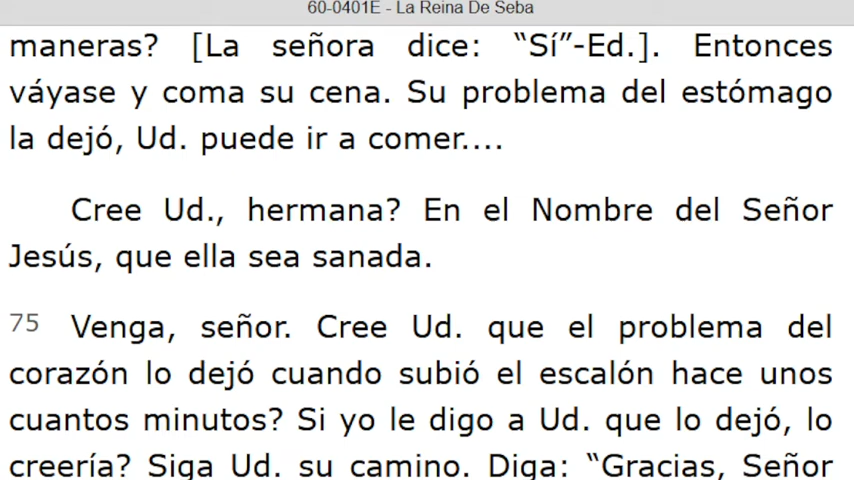 60-0401E - La Reina De Seba
maneras? [La señora dice: “Sí”-Ed.]. Entonces
váyase y coma su cena. Su problema del estómago
la dejó, Ud. puede ir a comer....
Cree Ud., hermana? En el Nombre del Señor
Jesús, que ella sea sanada.
75 Venga, señor. Cree Ud. que el problema del
corazón lo dejó cuando subió el escalón hace unos
cuantos minutos? Si yo le digo a Ud. que lo dejó, lo
creería? Siga Ud. su camino. Diga: “Gracias, Señor